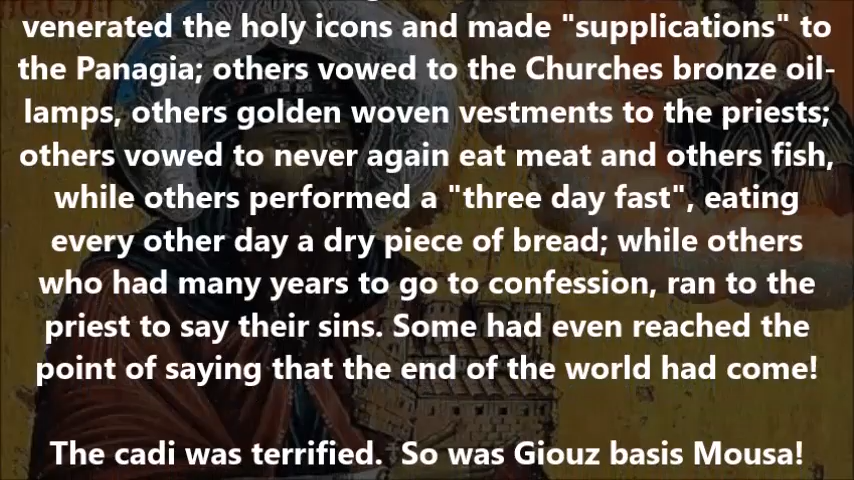 venerated the holy icons and made "supplications" to
the Panagia; others vowed to the Churches bronze oil-
lamps, others golden woven vestments to the priests;
others vowed to never again eat meat and others fish,
while others performed a "three day fast", eating
every other day a dry piece of bread; while others
who had many years to go to confession, ran to the
priest to say their sins. Some had even reached the
point of saying that the end of the world had come!
The cadi was terrified.  So was Giouz basis Mousa!